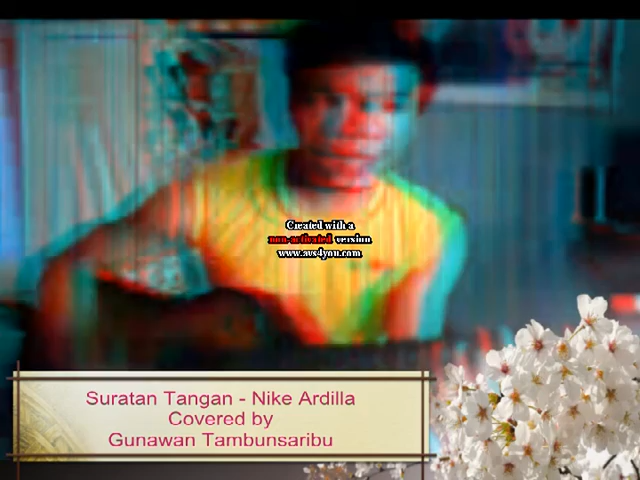 Created with a
non-activated version
www.avs4you.com
Suratan Tangan - Nike Ardilla
Covered by
Gunawan Tambunsaribu